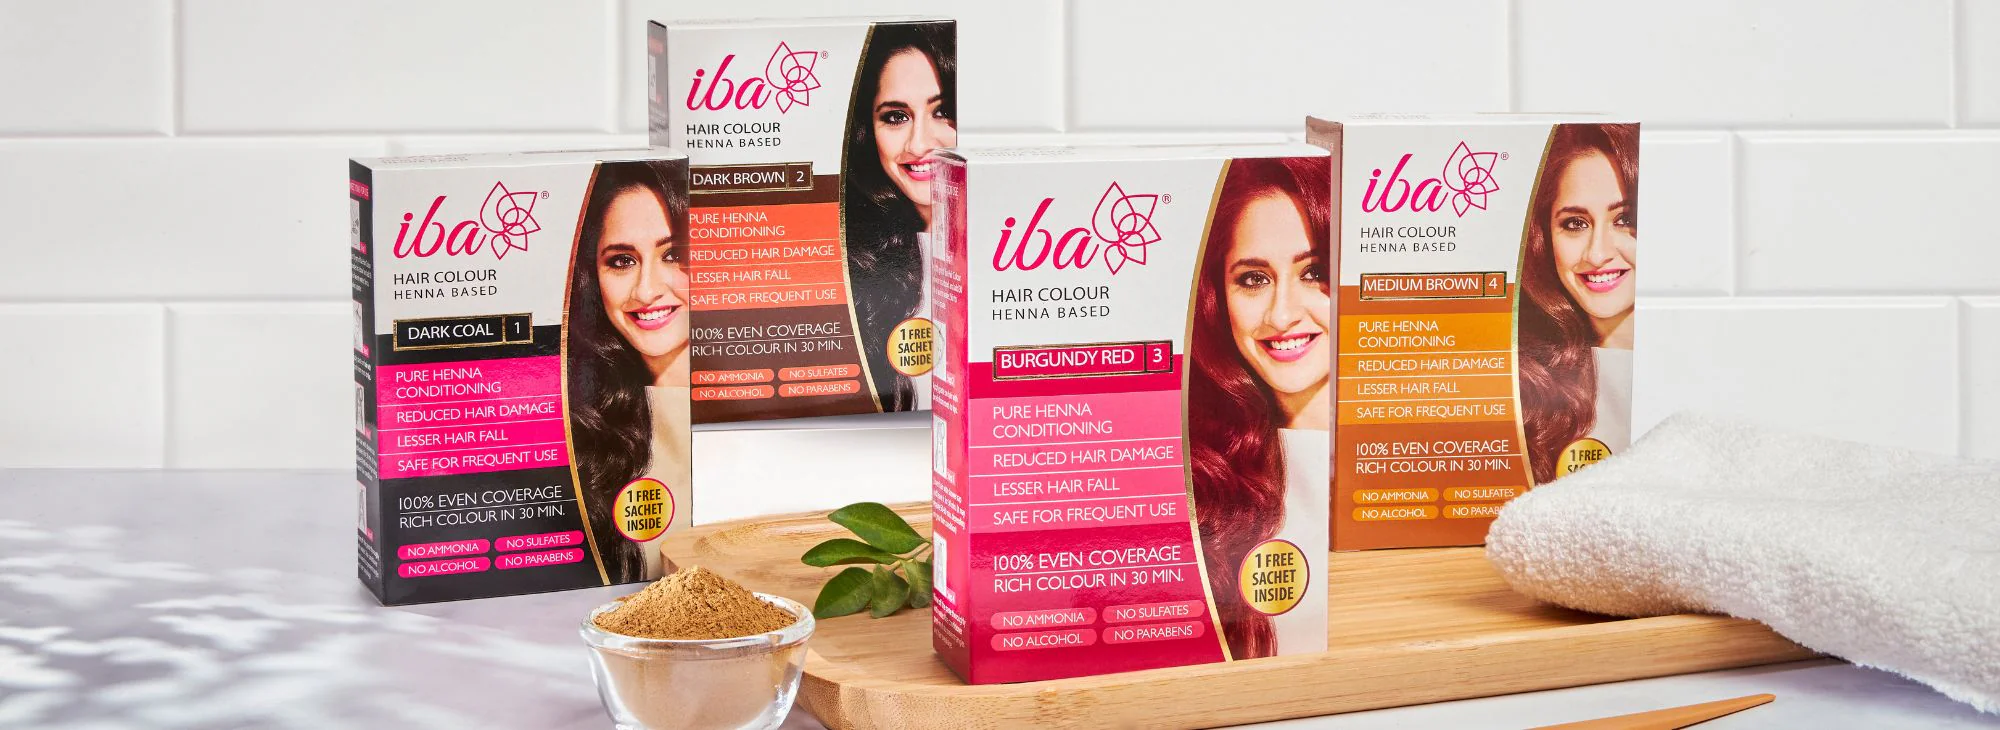 iba®
HAIR COLOUR
HENNA BASED
DARK COAL 1
PURE HENNA
CONDITIONING
REDUCED HAIR DAMAGE
LESSER HAIR FALL
SAFE FOR FREQUENT USE
100% EVEN COVERAGE
RICH COLOUR IN 30 MIN.
NO AMMONIA NO SULFATES
NO ALCOHOL NO PARABENS
1 FREE
SACHET
INSIDE
iba®
HAIR COLOUR
HENNA BASED
DARK BROWN 2
PURE HENNA
CONDITIONING
REDUCED HAIR DAMAGE
LESSER HAIR FALL
SAFE FOR FREQUENT USE
100% EVEN COVERAGE
RICH COLOUR IN 30 MIN.
NO AMMONIA NO SULFATES
NO ALCOHOL NO PARABENS
1 FREE
SACHET
INSIDE
iba®
HAIR COLOUR
HENNA BASED
BURGUNDY RED 3
PURE HENNA
CONDITIONING
REDUCED HAIR DAMAGE
LESSER HAIR FALL
SAFE FOR FREQUENT USE
100% EVEN COVERAGE
RICH COLOUR IN 30 MIN.
NO AMMONIA NO SULFATES
NO ALCOHOL NO PARABENS
1 FREE
SACHET
INSIDE
iba®
HAIR COLOUR
HENNA BASED
MEDIUM BROWN 4
PURE HENNA
CONDITIONING
REDUCED HAIR DAMAGE
LESSER HAIR FALL
SAFE FOR FREQUENT USE
100% EVEN COVERAGE
RICH COLOUR IN 30 MIN.
NO AMMONIA NO SULFATES
NO ALCOHOL NO
1 FREE